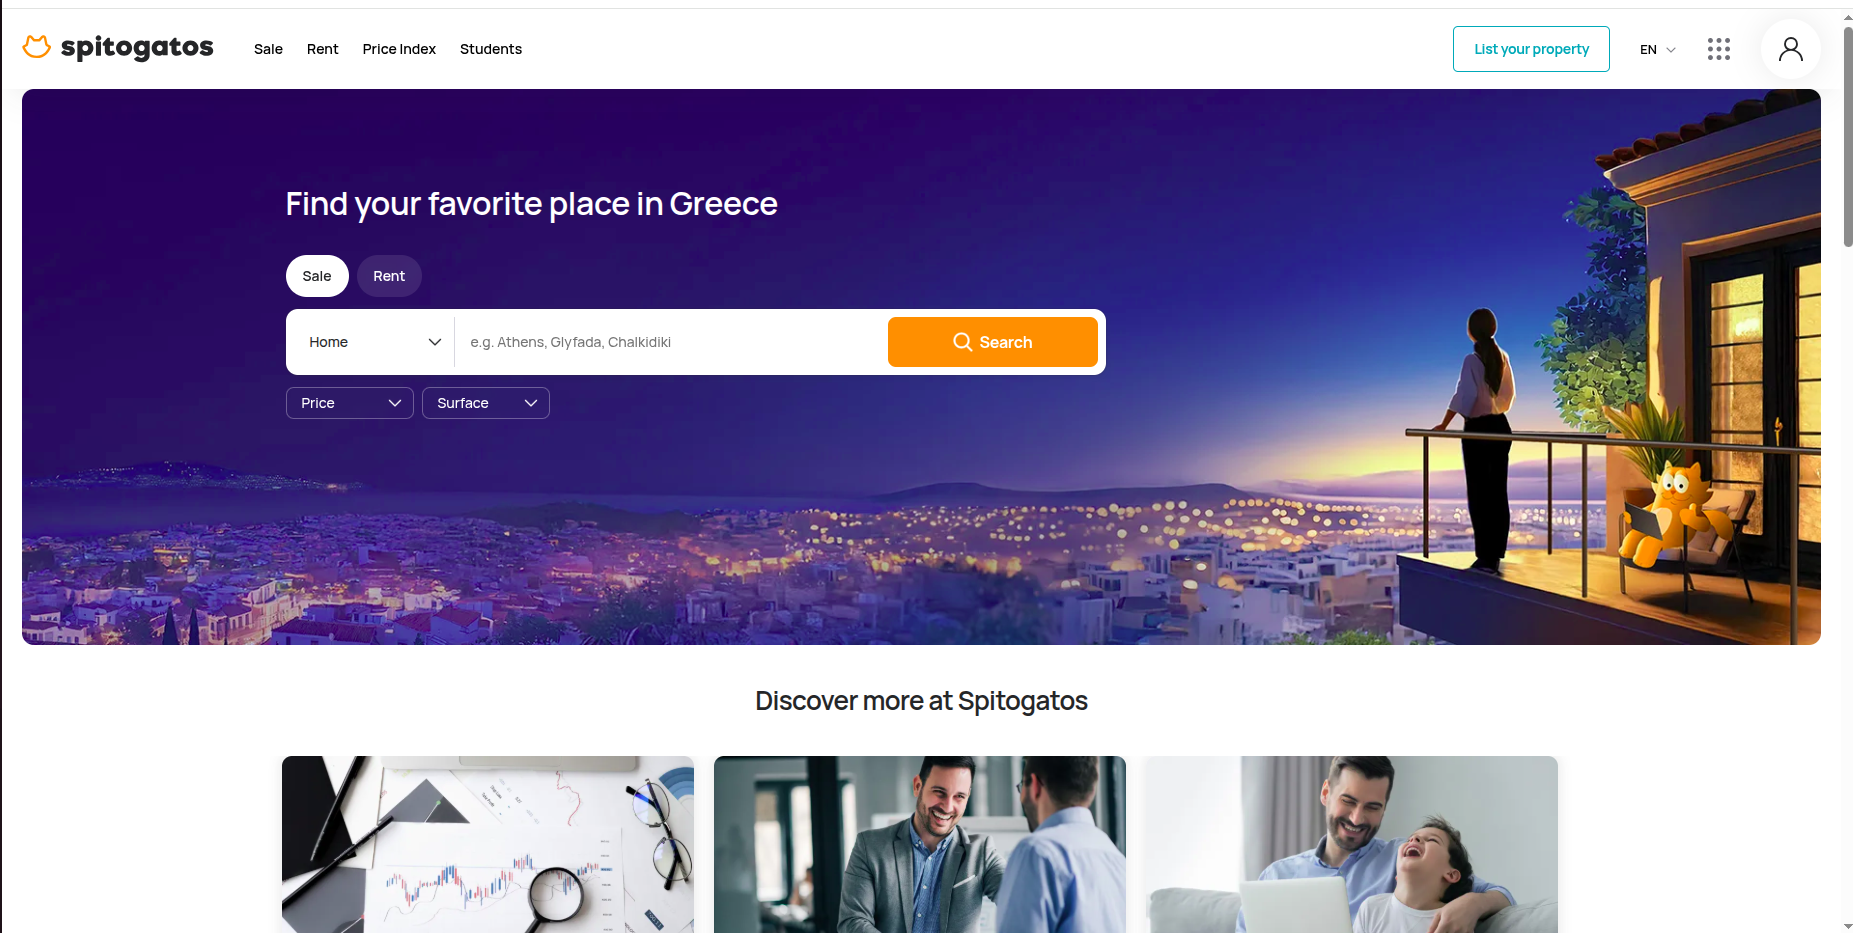 spitogatos
Sale
Rent
Price Index
Students
List your property
EN
Find your favorite place in Greece
Sale
Rent
Home
e.g. Athens, Glyfada, Chalkidiki
Search
Price
Surface
Discover more at Spitogatos